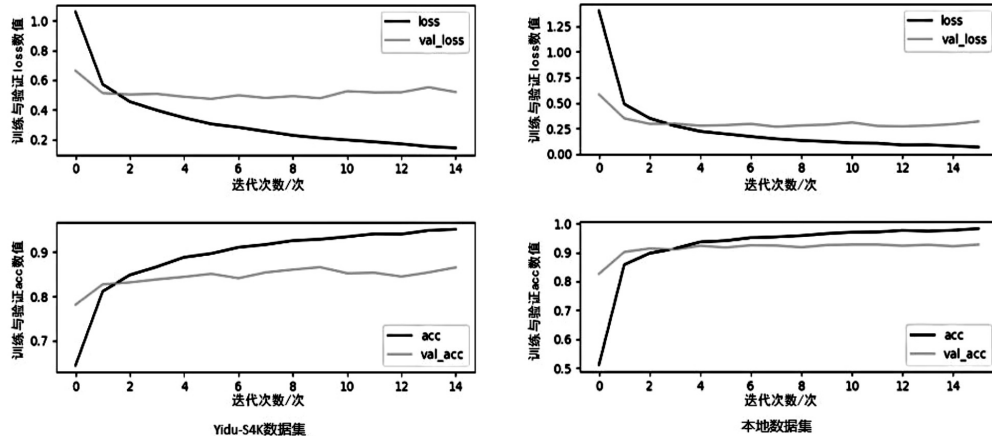 训练与验证loss数值
1.0
0.8
0.6
0.4
0.2
loss
val_loss
0 2 4 6 8 10 12 14
迭代次数/次
训练与验证loss数值
1.25
1.00
0.75
0.50
0.25
0.00
loss
val_loss
0 2 4 6 8 10 12 14
迭代次数/次
训练与验证acc数值
0.9
0.8
0.7
acc
val_acc
0 2 4 6 8 10 12 14
迭代次数/次
Yidu-S4K数据集
训练与验证acc数值
1.0
0.9
0.8
0.7
0.6
0.5
acc
val_acc
0 2 4 6 8 10 12 14
迭代次数/次
本地数据集